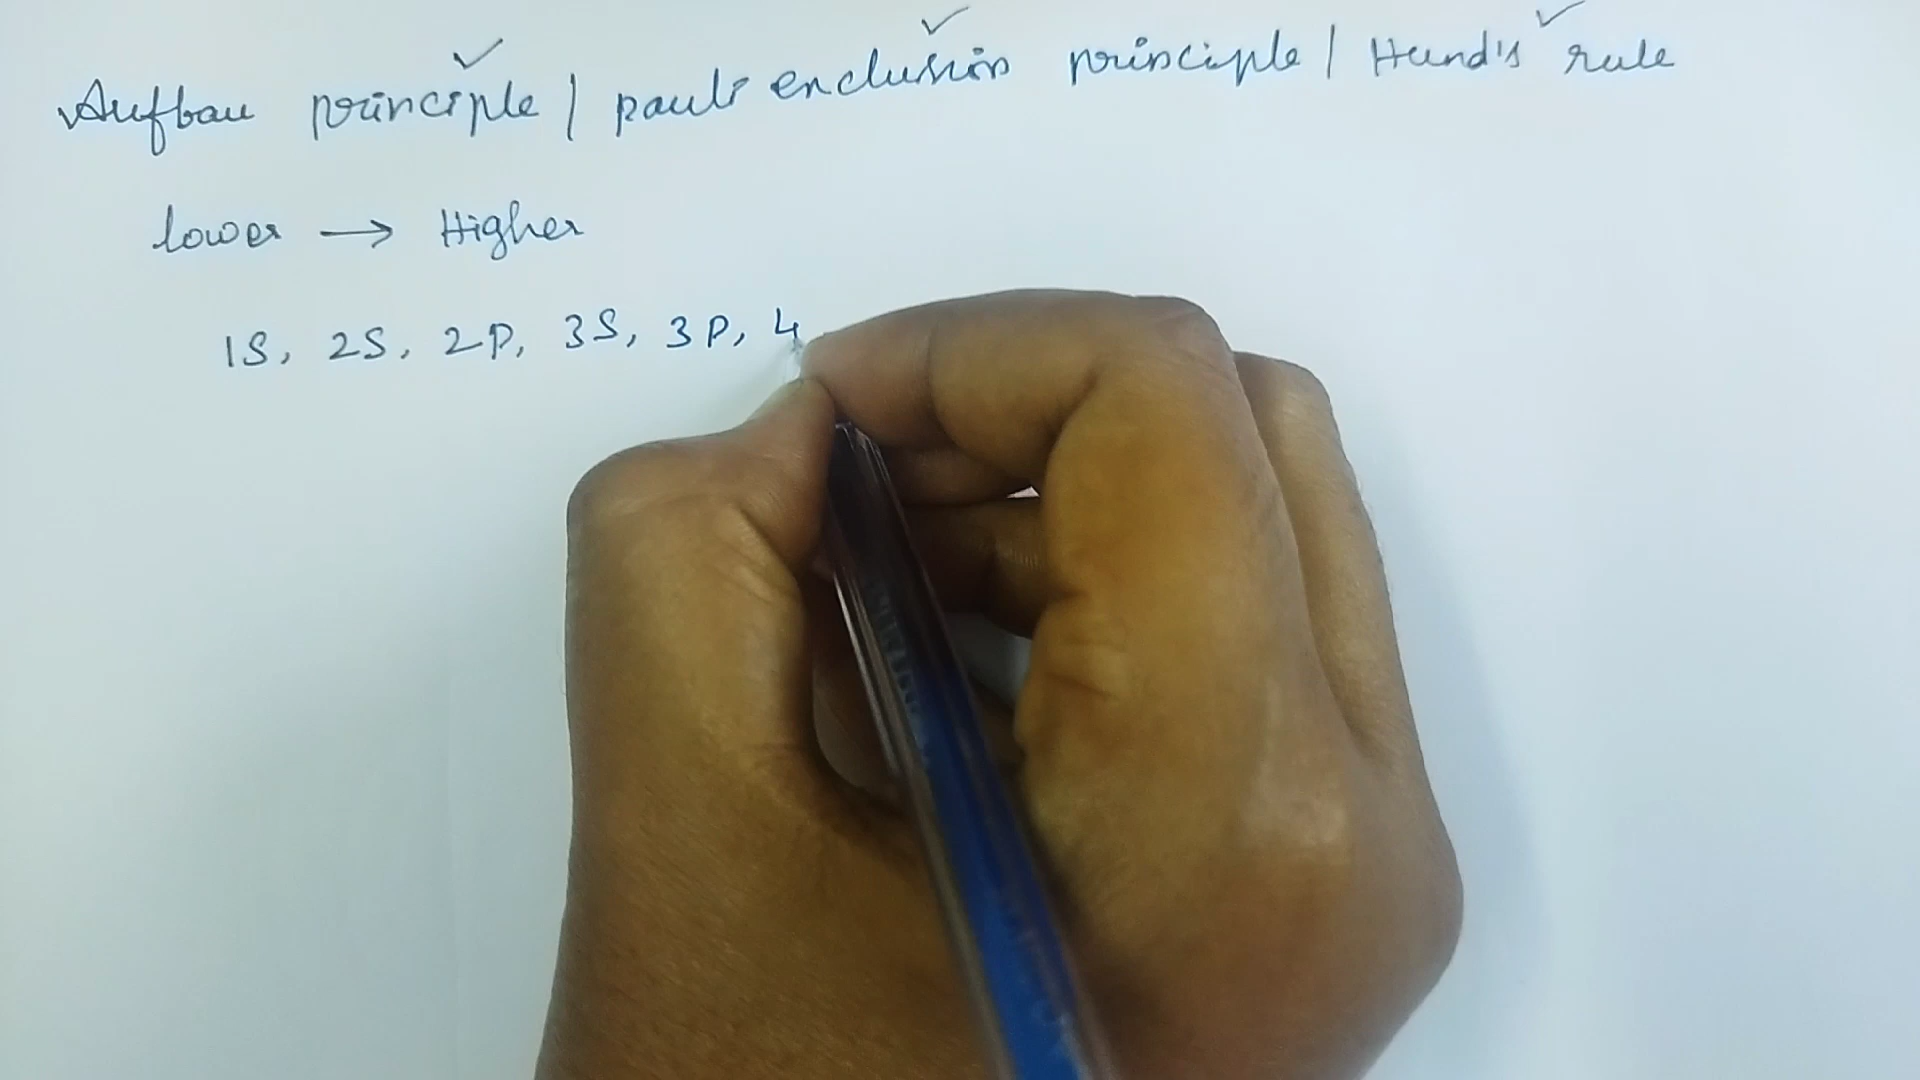 Aufbau principle / pauli exclusion principle / Hund's rule
lower → Higher
1S, 2S, 2P, 3S, 3P, 4